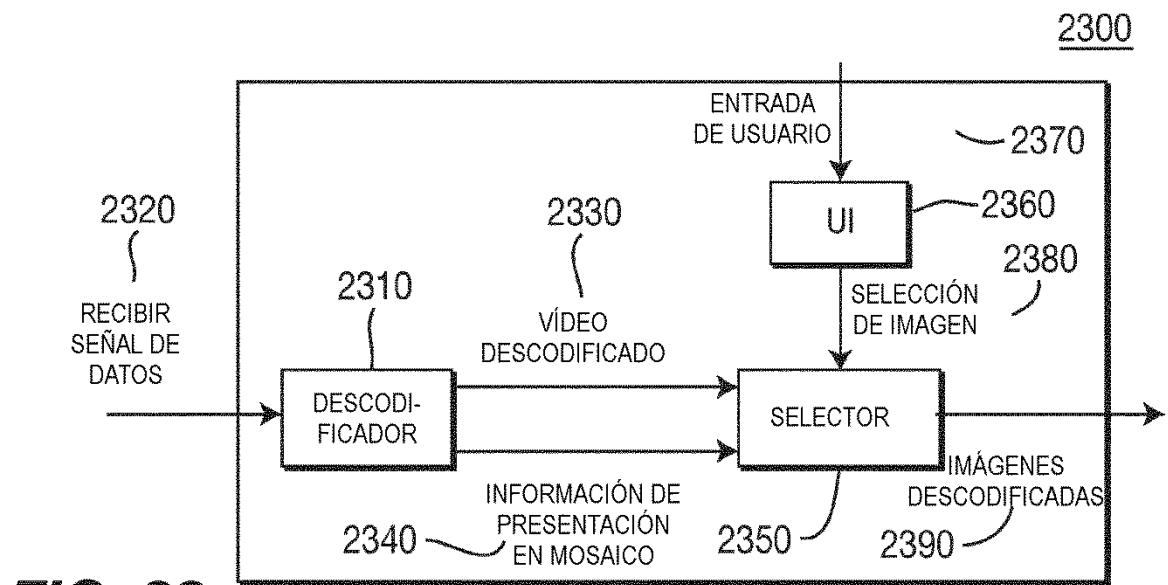 2300
ENTRADA
DE USUARIO
2370
2320
2330
UI
2360
2310
2380
RECIBIR
SEÑAL DE
DATOS
VÍDEO
DESCODIFICADO
SELECCIÓN
DE IMAGEN
DESCODI-
FICADOR
SELECTOR
INFORMACIÓN DE
PRESENTACIÓN
EN MOSAICO
2340
2350
IMÁGENES
DESCODIFICADAS
2390